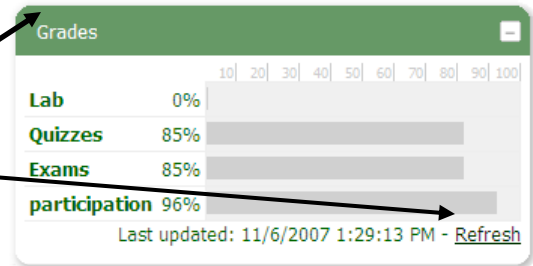 Grades
10 20 30 40 50 60 70 80 90 100
Lab 0%
Quizzes 85%
Exams 85%
participation 96%
Last updated: 11/6/2007 1:29:13 PM - Refresh